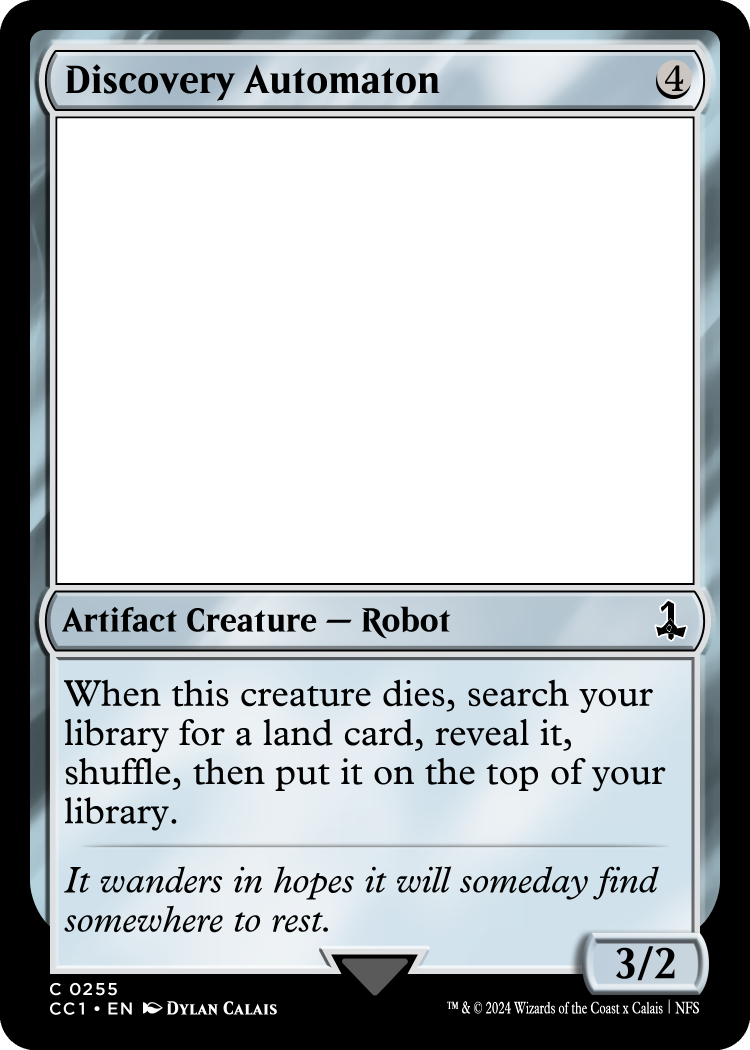 Discovery Automaton 4
Artifact Creature — Robot
When this creature dies, search your
library for a land card, reveal it,
shuffle, then put it on the top of your
library.
It wanders in hopes it will someday find
somewhere to rest.
3/2
C 0255
CC1 • EN Dylan Calais
™ & © 2024 Wizards of the Coast x Calais | NFS